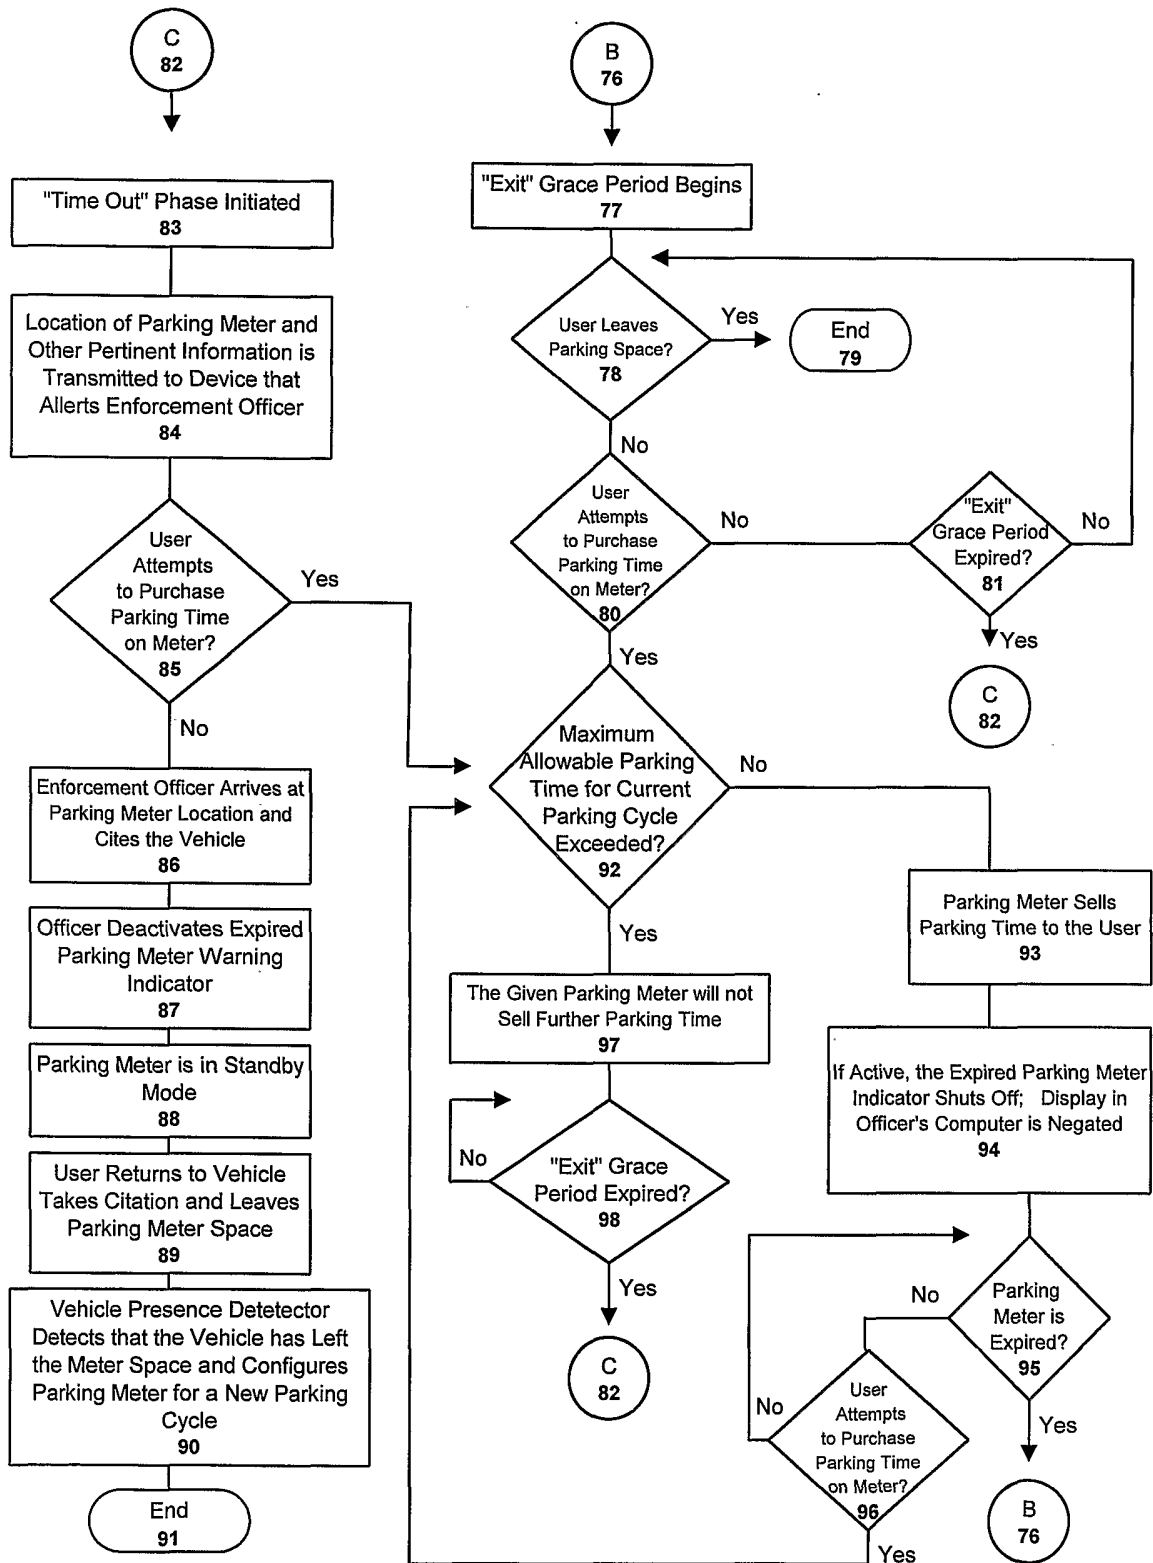 C
82
"Time Out" Phase Initiated
83
Location of Parking Meter and
Other Pertinent Information is
Transmitted to Device that
Allerts Enforcement Officer
84
User
Attempts
to Purchase
Parking Time
on Meter?
85
Yes
No
Enforcement Officer Arrives at
Parking Meter Location and
Cites the Vehicle
86
Officer Deactivates Expired
Parking Meter Warning
Indicator
87
Parking Meter is in Standby
Mode
88
User Returns to Vehicle
Takes Citation and Leaves
Parking Meter Space
89
Vehicle Presence Detetector
Detects that the Vehicle has Left
the Meter Space and Configures
Parking Meter for a New Parking
Cycle
90
End
91
B
76
"Exit" Grace Period Begins
77
User Leaves
Parking Space?
78
Yes
End
79
No
User
Attempts
to Purchase
Parking Time
on Meter?
80
No
"Exit"
Grace Period
Expired?
81
No
Yes
C
82
Yes
Maximum
Allowable Parking
Time for Current
Parking Cycle
Exceeded?
92
No
Yes
The Given Parking Meter will not
Sell Further Parking Time
97
No
"Exit" Grace
Period Expired?
98
Yes
C
82
Parking Meter Sells
Parking Time to the User
93
If Active, the Expired Parking Meter
Indicator Shuts Off; Display in
Officer's Computer is Negated
94
Parking
Meter is
Expired?
95
No
Yes
B
76
User
Attempts
to Purchase
Parking Time
on Meter?
96
No
Yes